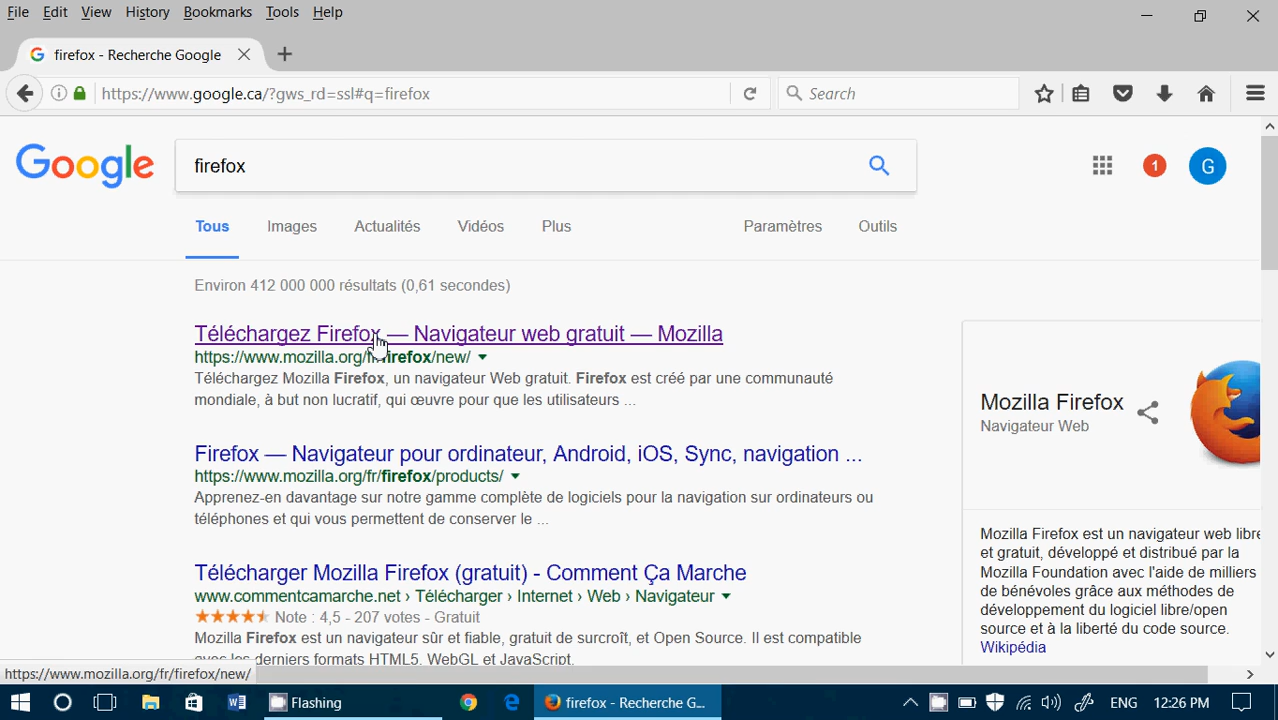 File Edit View History Bookmarks Tools Help
firefox - Recherche Google
https://www.google.ca/?gws_rd=ssl#q=firefox
Search
Google
firefox
1
G
Tous Images Actualités Vidéos Plus Paramètres Outils
Environ 412 000 000 résultats (0,61 secondes)
Téléchargez Firefox — Navigateur web gratuit — Mozilla
https://www.mozilla.org/fr/firefox/new/
Téléchargez Mozilla Firefox, un navigateur Web gratuit. Firefox est créé par une communauté
mondiale, à but non lucratif, qui œuvre pour que les utilisateurs ...
Firefox — Navigateur pour ordinateur, Android, iOS, Sync, navigation ...
https://www.mozilla.org/fr/firefox/products/
Apprenez-en davantage sur notre gamme complète de logiciels pour la navigation sur ordinateurs ou
téléphones et qui vous permettent de conserver le ...
Télécharger Mozilla Firefox (gratuit) - Comment Ça Marche
www.commentcamarche.net › Télécharger › Internet › Web › Navigateur
Note : 4,5 - 207 votes - Gratuit
Mozilla Firefox est un navigateur sûr et fiable, gratuit de surcroît, et Open Source. Il est compatible
avec les derniers formats HTML5, WebGL et JavaScript.
Mozilla Firefox
Navigateur Web
Mozilla Firefox est un navigateur web libre
et gratuit, développé et distribué par la
Mozilla Foundation avec l'aide de milliers
de bénévoles grâce aux méthodes de
développement du logiciel libre/open
source et à la liberté du code source.
Wikipédia
https://www.mozilla.org/fr/firefox/new/
Flashing
firefox - Recherche G...
ENG 12:26 PM